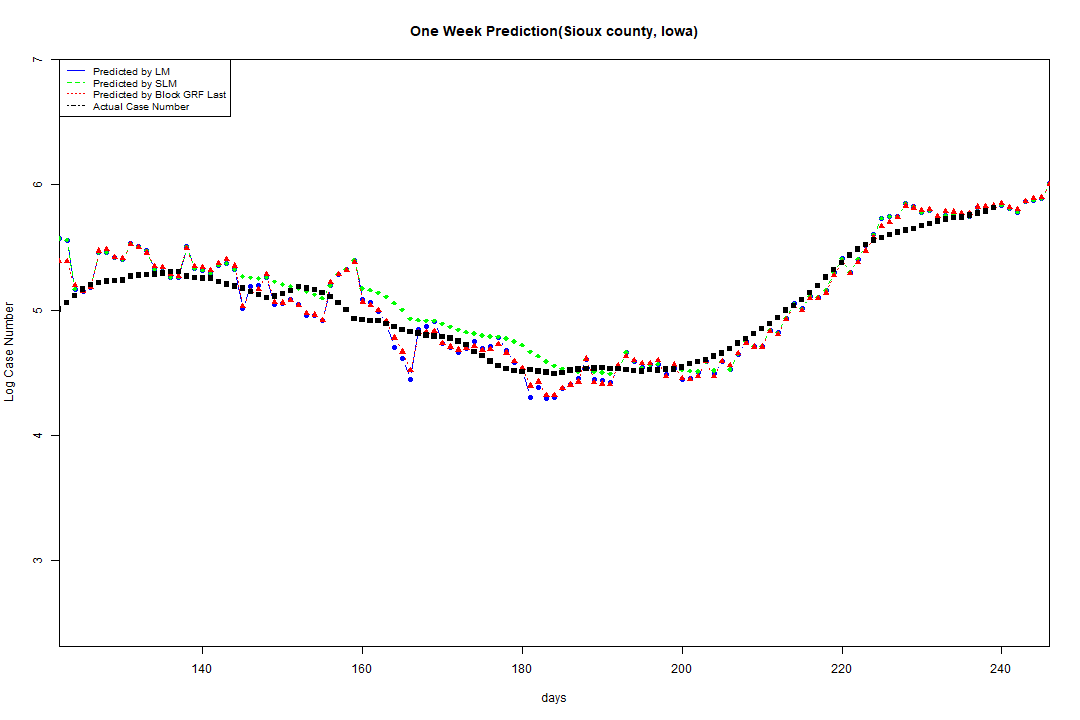 One Week Prediction(Sioux county, Iowa)
Predicted by LM
Predicted by SLM
Predicted by Block GRF Last
Actual Case Number
Log Case Number
7
6
5
4
3
140 160 180 200 220 240
days